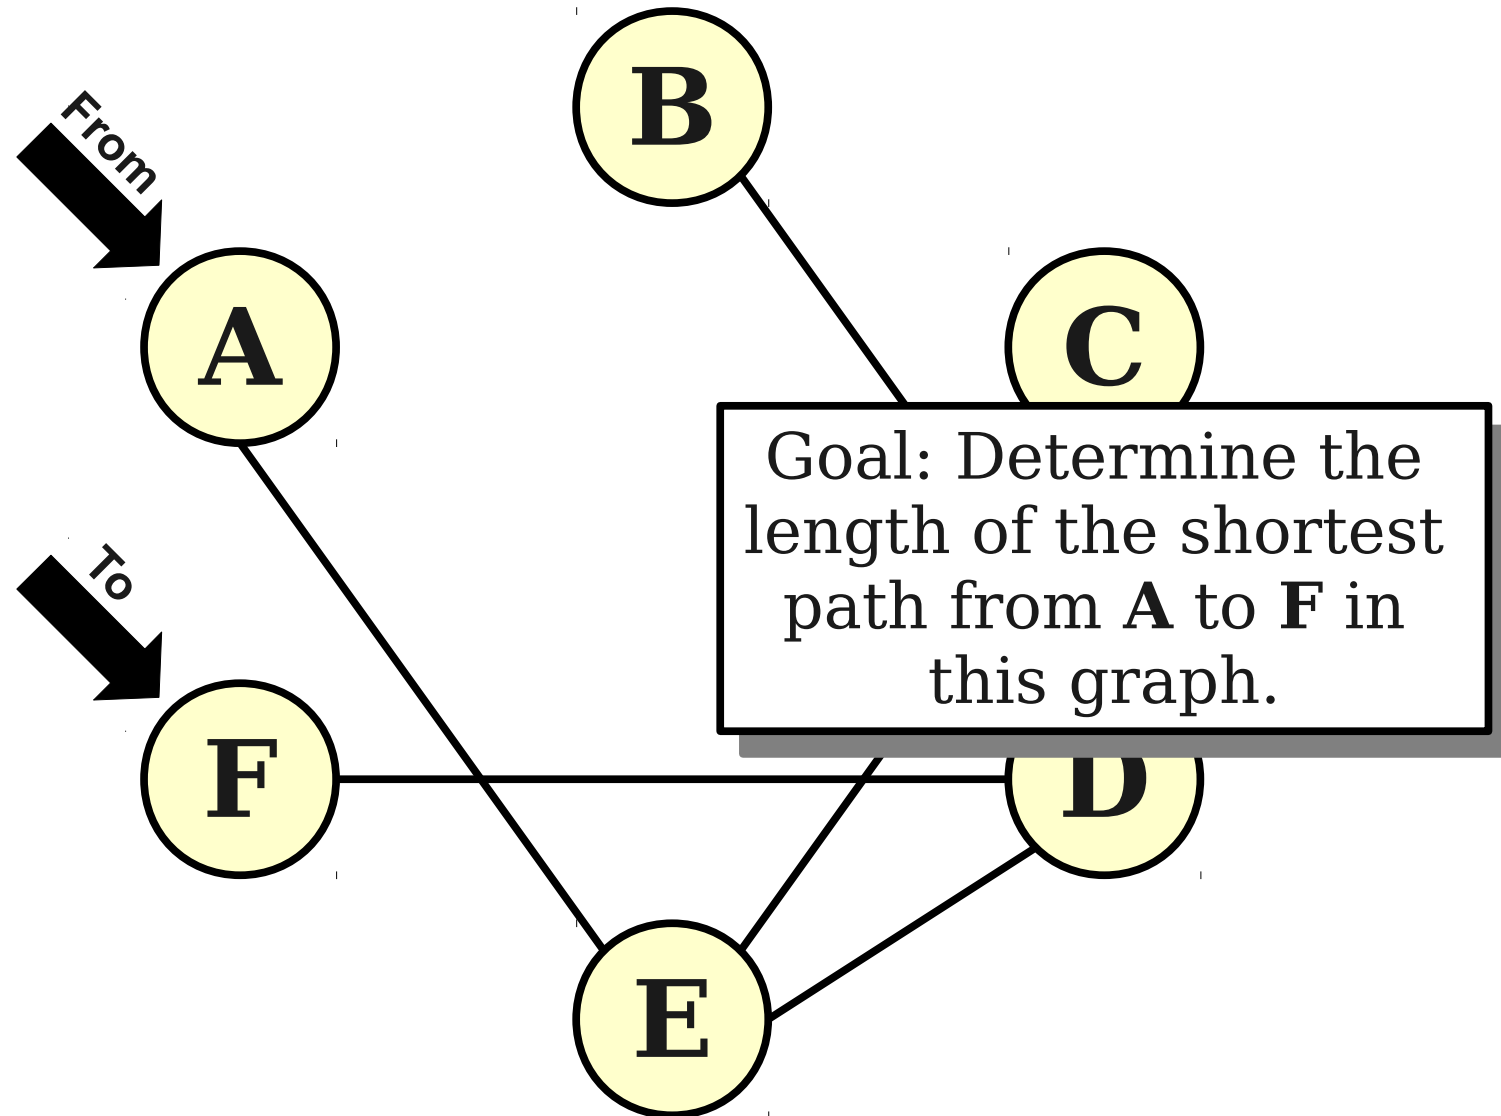 B
From
A
C
Goal: Determine the
length of the shortest
path from A to F in
this graph.
To
F
D
E